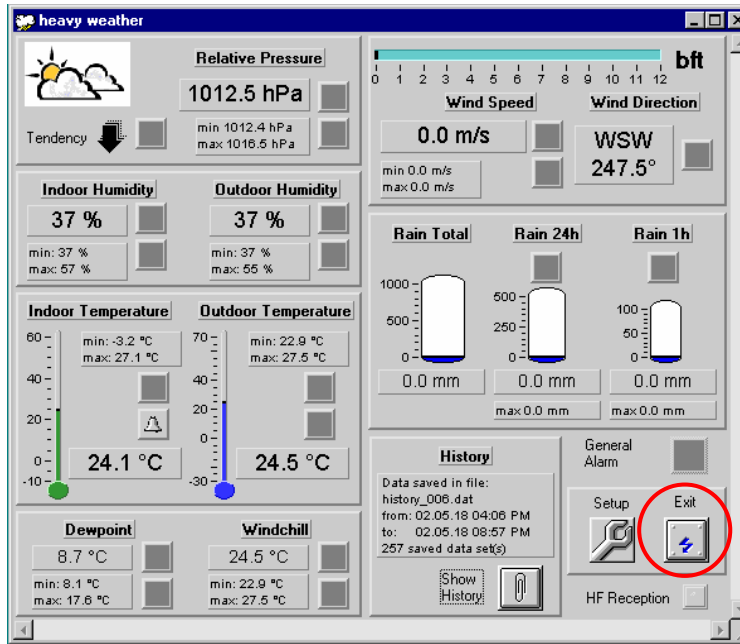 heavy weather
Relative Pressure
1012.5 hPa
Tendency
min 1012.4 hPa
max 1016.5 hPa
bft
0 1 2 3 4 5 6 7 8 9 10 11 12
Wind Speed
Wind Direction
0.0 m/s
WSW
247.5°
min 0.0 m/s
max 0.0 m/s
Indoor Humidity
Outdoor Humidity
37 %
37 %
min: 37 %
max: 57 %
min: 37 %
max: 55 %
Rain Total
Rain 24h
Rain 1h
1000
500
0
500
250
0
100
50
0
0.0 mm
0.0 mm
0.0 mm
max 0.0 mm
max 0.0 mm
Indoor Temperature
Outdoor Temperature
60
40
20
0
-10
min: -3.2 °C
max: 27.1 °C
24.1 °C
70
40
20
0
-30
min: 22.9 °C
max: 27.5 °C
24.5 °C
History
Data saved in file:
history_006.dat
from: 02.05.18 04:06 PM
to: 02.05.18 08:57 PM
257 saved data set(s)
Show
History
General
Alarm
Setup
Exit
HF Reception
Dewpoint
Windchill
8.7 °C
24.5 °C
min: 8.1 °C
max: 17.6 °C
min: 22.9 °C
max: 27.5 °C